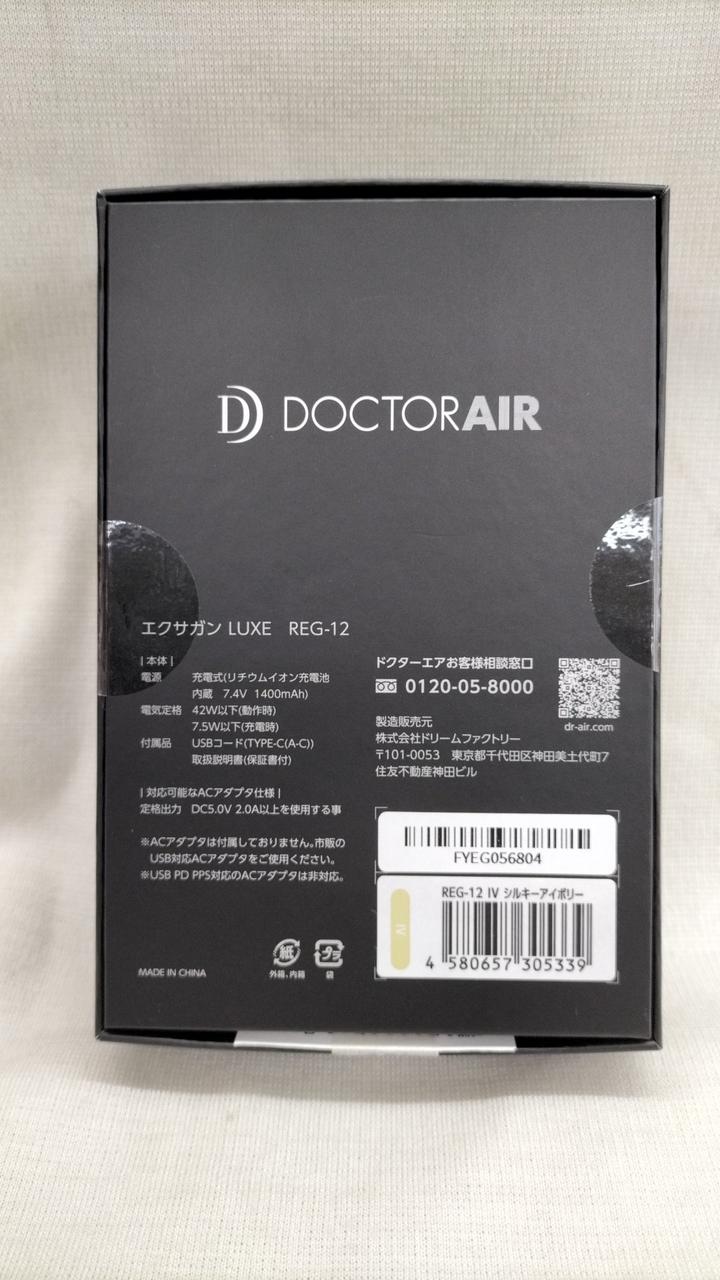 DOCTORAIR
エクサガン LUXE REG-12
| 本体 |
電源 充電式(リチウムイオン充電池
内蔵 7.4V 1400mAh)
電気定格 42W以下(動作時)
7.5W以下(充電時)
付属品 USBコード(TYPE-C(A-C))
取扱説明書(保証書付)
| 対応可能なACアダプタ仕様 |
定格出力 DC5.0V 2.0A以上を使用する事
※ACアダプタは付属しておりません。市販の
USB対応ACアダプタをご使用ください。
※USB PD PPS対応のACアダプタは非対応。
MADE IN CHINA
紙
外箱、内箱
プラ
袋
ドクターエアお客様相談窓口
0120-05-8000
dr-air.com
製造販売元
株式会社ドリームファクトリー
〒101-0053 東京都千代田区神田美土代町7
住友不動産神田ビル
FYEG056804
REG-12 IV シルキーアイボリー
IV
4 580657 305339